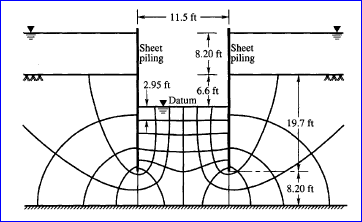 11.5 ft
Sheet
piling
8.20 ft
Sheet
piling
2.95 ft
6.6 ft
Datum
19.7 ft
8.20 ft